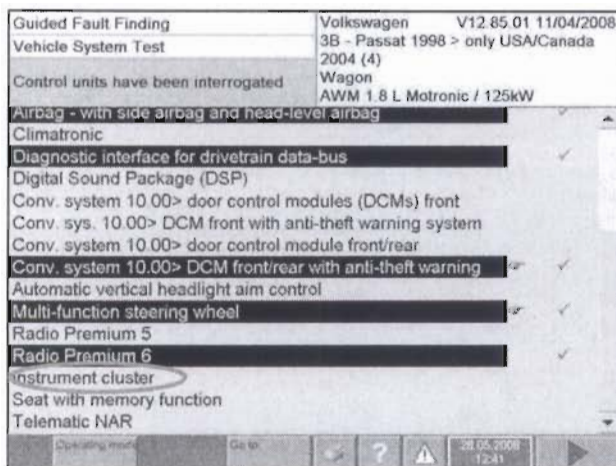 Guided Fault Finding
Vehicle System Test
Control units have been interrogated
Volkswagen V12.85.01 11/04/2008
3B - Passat 1998 > only USA/Canada
2004 (4)
Wagon
AWM 1.8 L Motronic / 125kW
Airbag - with side airbag and head-level airbag
Climatronic
Diagnostic interface for drivetrain data-bus
Digital Sound Package (DSP)
Conv. system 10.00> door control modules (DCMs) front
Conv. sys. 10.00> DCM front with anti-theft warning system
Conv. system 10.00> door control module front/rear
Conv. system 10.00> DCM front/rear with anti-theft warning
Automatic vertical headlight aim control
Multi-function steering wheel
Radio Premium 5
Radio Premium 6
Instrument cluster
Seat with memory function
Telematic NAR
Operating mode Go to ? 28.05.2008
12:41